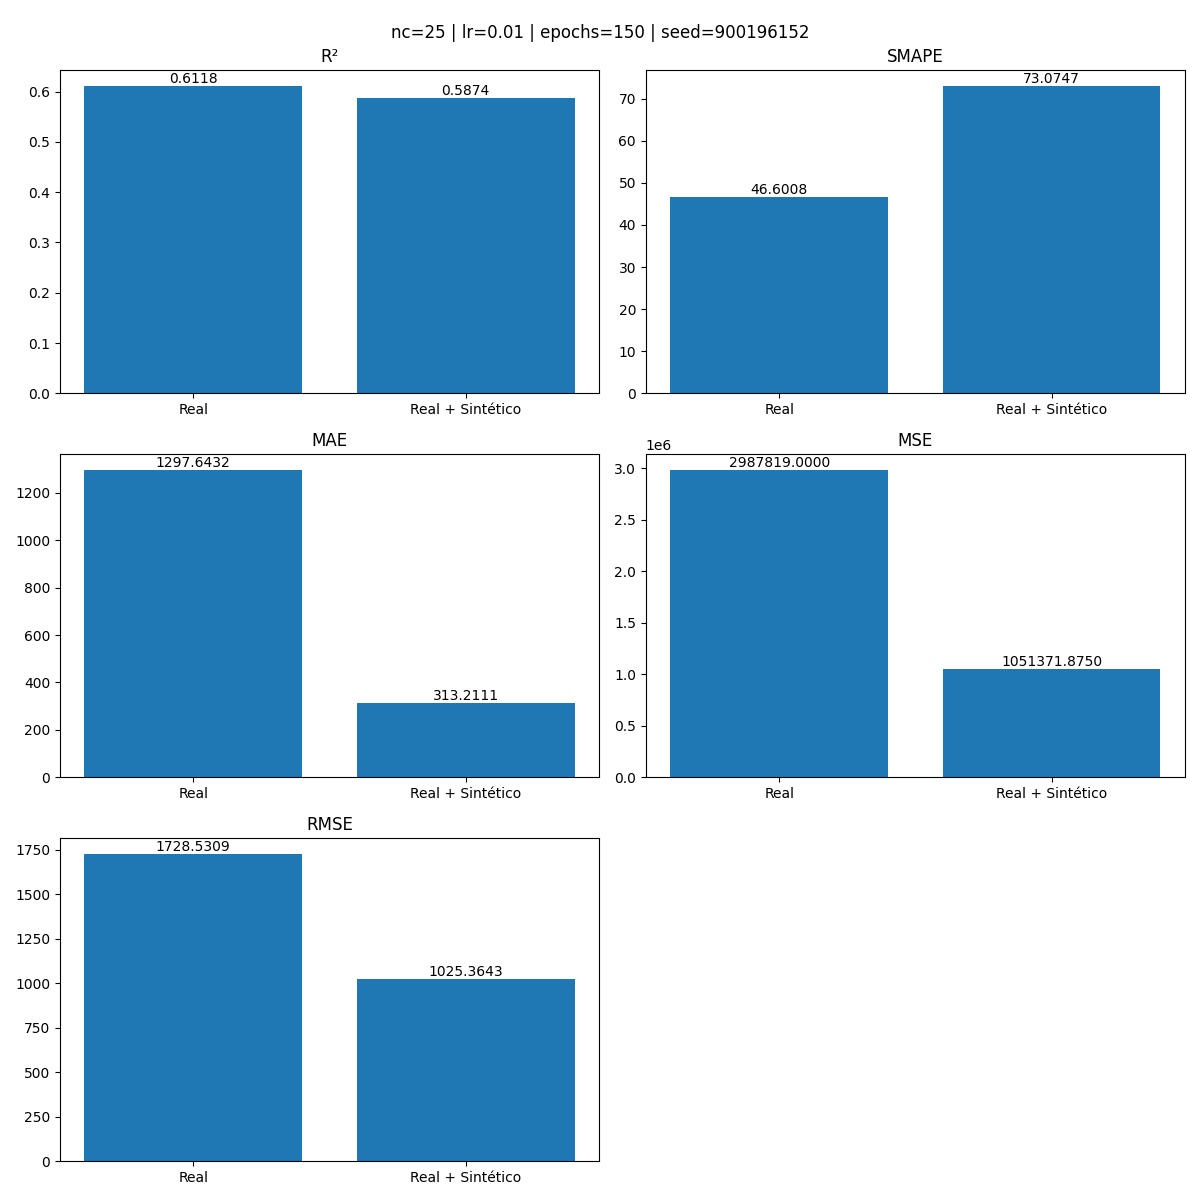 nc=25 | lr=0.01 | epochs=150 | seed=900196152
R²
0.6118
0.5874
0.6
0.5
0.4
0.3
0.2
0.1
0.0
Real
Real + Sintético
SMAPE
73.0747
46.6008
70
60
50
40
30
20
10
0
Real
Real + Sintético
MAE
1297.6432
313.2111
1200
1000
800
600
400
200
0
Real
Real + Sintético
MSE
1e6
2987819.0000
1051371.8750
3.0
2.5
2.0
1.5
1.0
0.5
0.0
Real
Real + Sintético
RMSE
1728.5309
1025.3643
1750
1500
1250
1000
750
500
250
0
Real
Real + Sintético